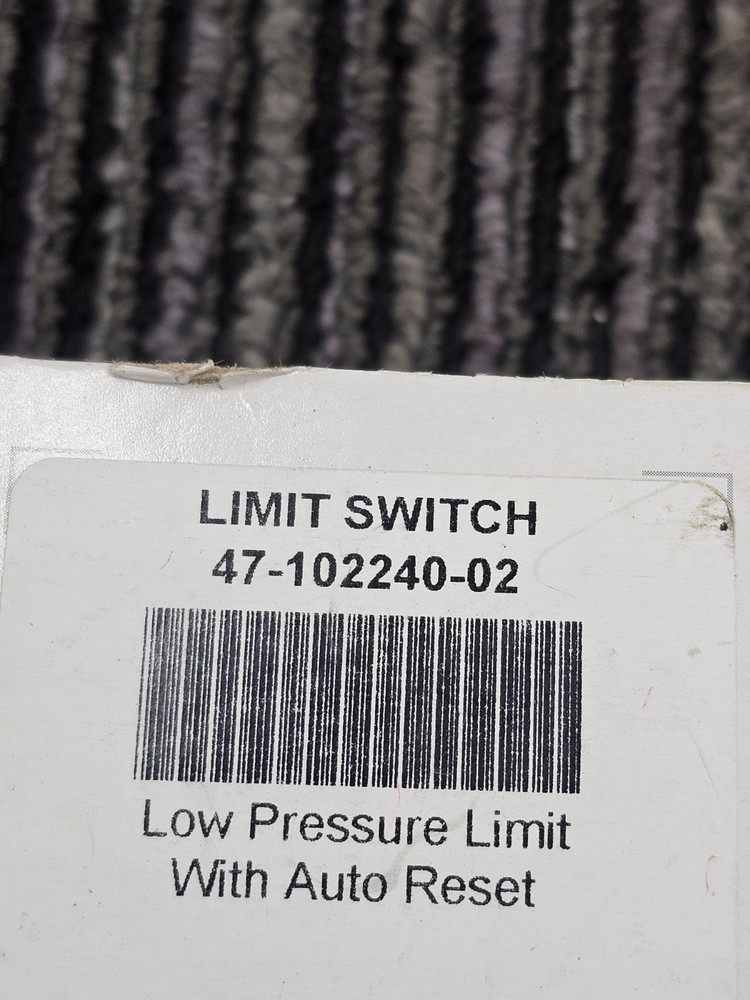 LIMIT SWITCH
47-102240-02
Low Pressure Limit
With Auto Reset